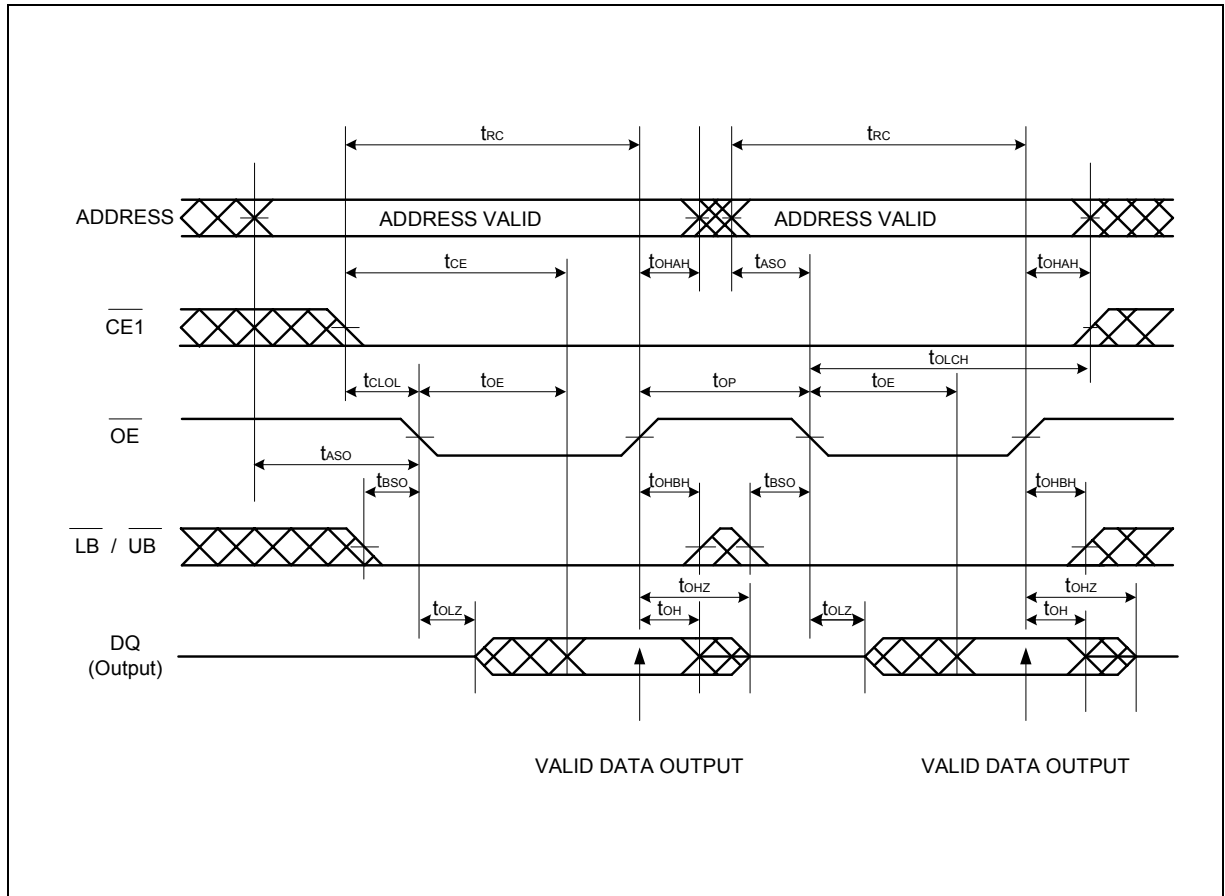 tRC tRC
ADDRESS ADDRESS VALID ADDRESS VALID
tCE tOHAH tASO tOHAH
CE1
tOLCH
tCLOL tOE tOP tOE
OE
tASO
tBSO tOHBH tBSO tOHBH
LB / UB
tOHZ tOHZ
tOLZ tOH tOLZ tOH
DQ
(Output)
VALID DATA OUTPUT VALID DATA OUTPUT